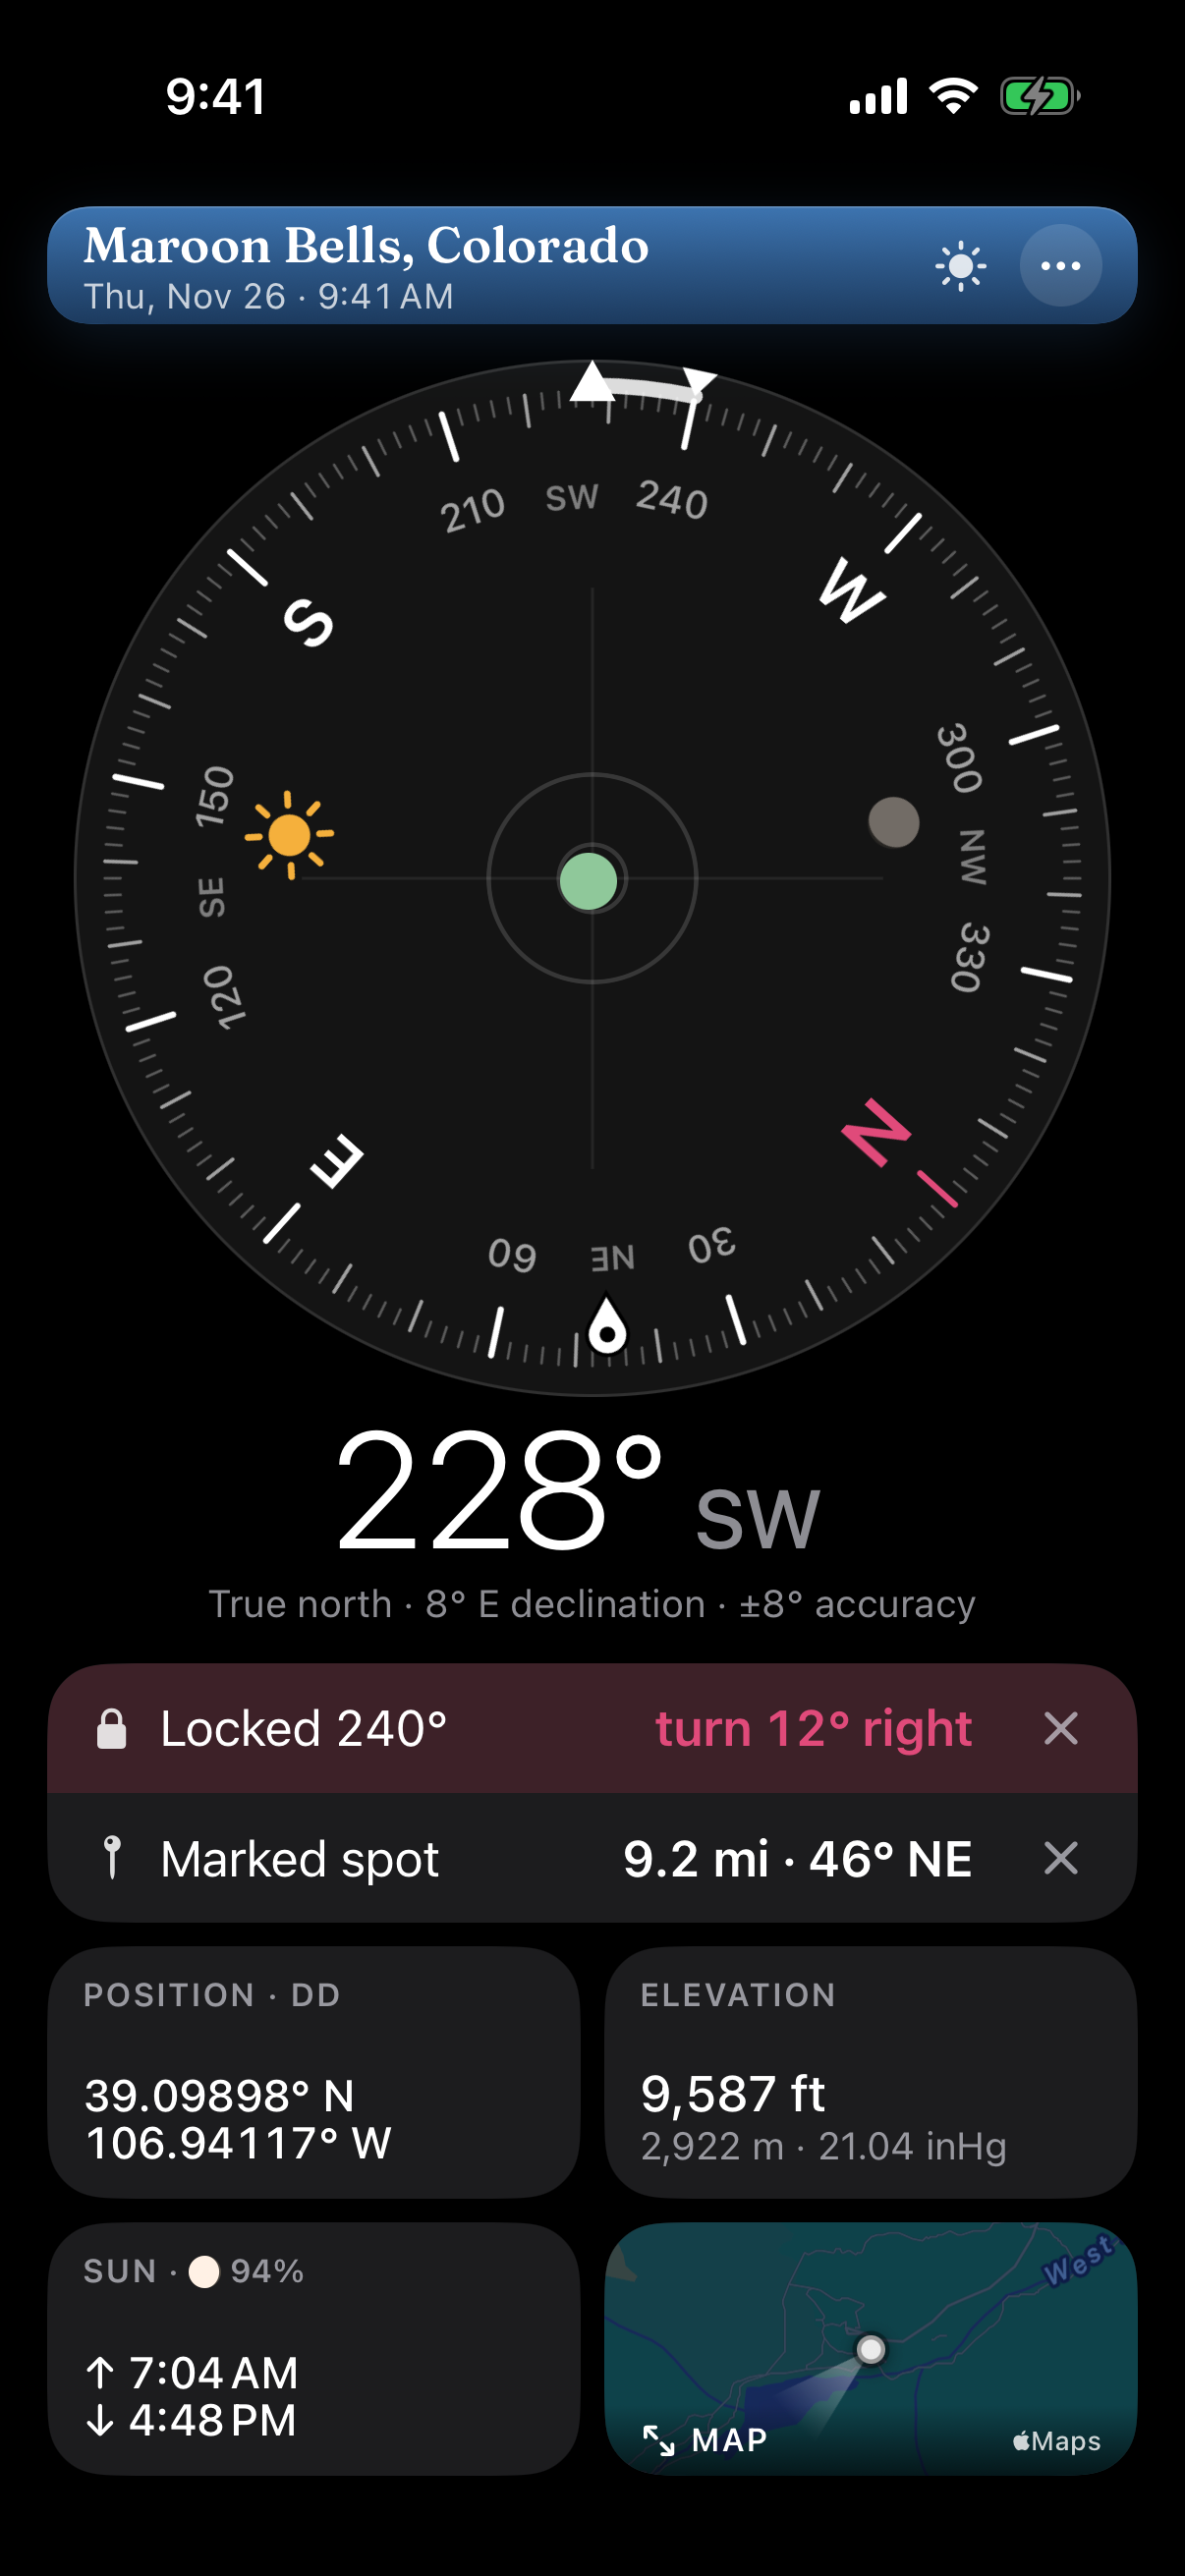 9:41
Maroon Bells, Colorado
Thu, Nov 26 · 9:41 AM
210 SW 240
S W
150 300
SE NW
120 330
E N
60 NE 30
228° SW
True north · 8° E declination · ±8° accuracy
Locked 240° turn 12° right
Marked spot 9.2 mi · 46° NE
POSITION · DD
39.09898° N
106.94117° W
ELEVATION
9,587 ft
2,922 m · 21.04 inHg
SUN · 94%
↑ 7:04 AM
↓ 4:48 PM
West
MAP
Maps